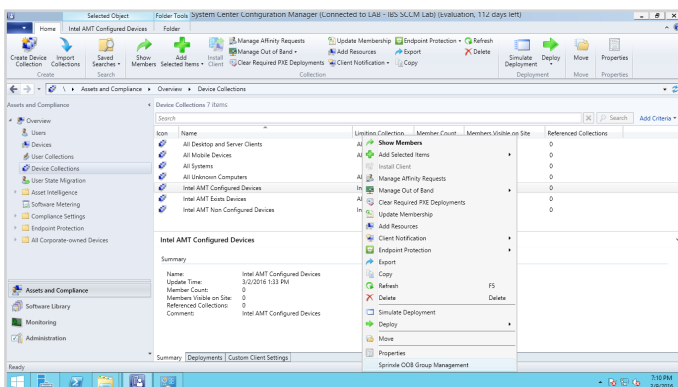 Selected Object Folder Tools System Center Configuration Manager (Connected to LAB - IBS SCCM Lab) (Evaluation, 112 days left)
Home Intel AMT Configured Devices Folder
Create Device Collection
Import Collections
Saved Searches
Show Members
Add Selected Items
Install Client
Manage Affinity Requests
Manage Out of Band
Clear Required PXE Deployments
Update Membership
Add Resources
Client Notification
Endpoint Protection
Export
Copy
Refresh
Delete
Simulate Deployment
Deploy
Move
Properties
Create Search Collection Deployment Move Properties
\ Assets and Compliance Overview Device Collections
Assets and Compliance
Overview
Users
Devices
User Collections
Device Collections
User State Migration
Asset Intelligence
Software Metering
Compliance Settings
Endpoint Protection
All Corporate-owned Devices
Assets and Compliance
Software Library
Monitoring
Administration
Ready
Device Collections 7 items
Search Search Add Criteria
Icon Name Limiting Collection Member Count Members Visible on Site Referenced Collections
All Desktop and Server Clients 0
All Mobile Devices 0
All Systems 0
All Unknown Computers 0
Intel AMT Configured Devices 0
Intel AMT Exists Devices 0
Intel AMT Non Configured Devices 0
Show Members
Add Selected Items
Install Client
Manage Affinity Requests
Manage Out of Band
Clear Required PXE Deployments
Update Membership
Add Resources
Client Notification
Endpoint Protection
Export
Copy
Refresh F5
Delete Delete
Simulate Deployment
Deploy
Move
Properties
Sprinxle OOB Group Management
Intel AMT Configured Devices
Summary
Name: Intel AMT Configured Devices
Update Time: 3/2/2016 1:33 PM
Member Count: 0
Members Visible on Site: 0
Referenced Collections: 0
Comment: Intel AMT Configured Devices
Summary Deployments Custom Client Settings
7:10 PM
3/9/2016